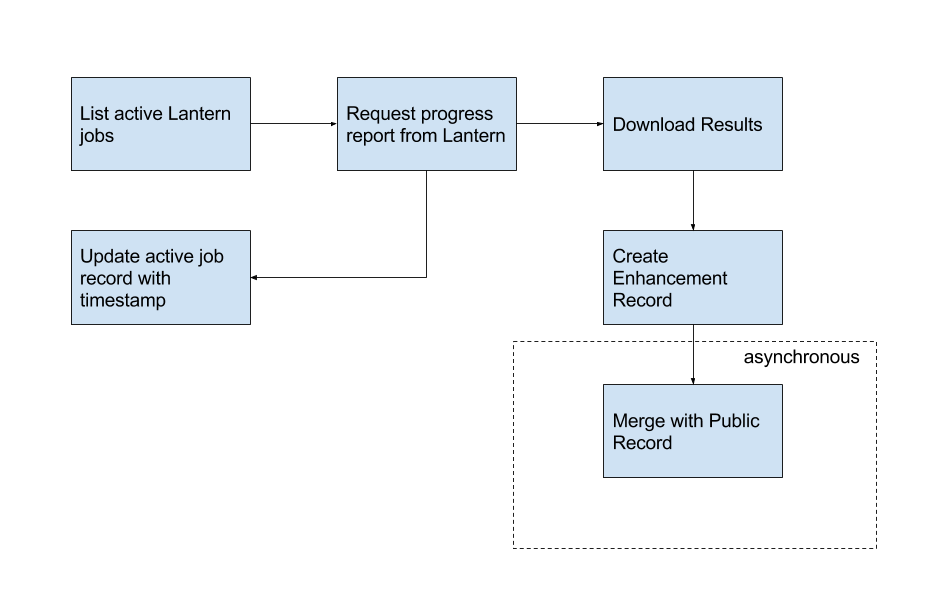 List active Lantern
jobs
Request progress
report from Lantern
Download Results
Update active job
record with
timestamp
Create
Enhancement
Record
asynchronous
Merge with Public
Record